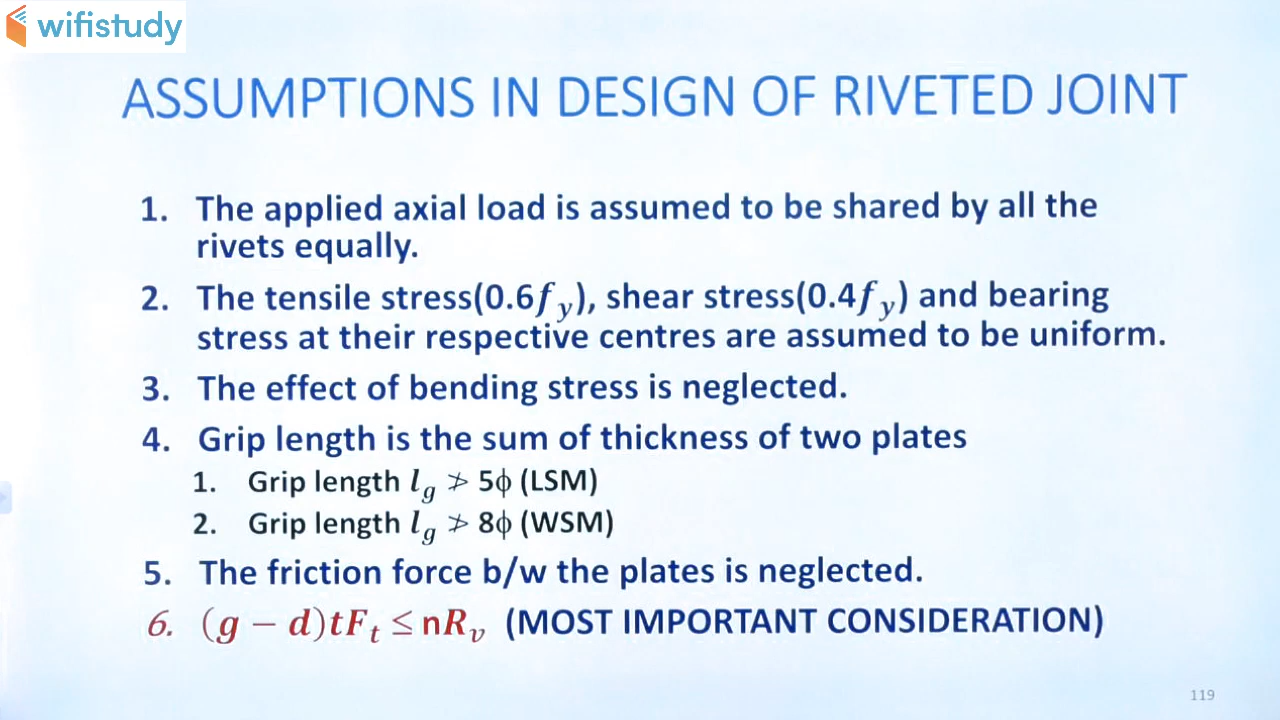 wifistudy
ASSUMPTIONS IN DESIGN OF RIVETED JOINT
1. The applied axial load is assumed to be shared by all the
rivets equally.
2. The tensile stress(0.6f_y), shear stress(0.4f_y) and bearing
stress at their respective centres are assumed to be uniform.
3. The effect of bending stress is neglected.
4. Grip length is the sum of thickness of two plates
1. Grip length l_g ≯ 5ϕ (LSM)
2. Grip length l_g ≯ 8ϕ (WSM)
5. The friction force b/w the plates is neglected.
6. (g − d)tF_t ≤ nR_v (MOST IMPORTANT CONSIDERATION)
119